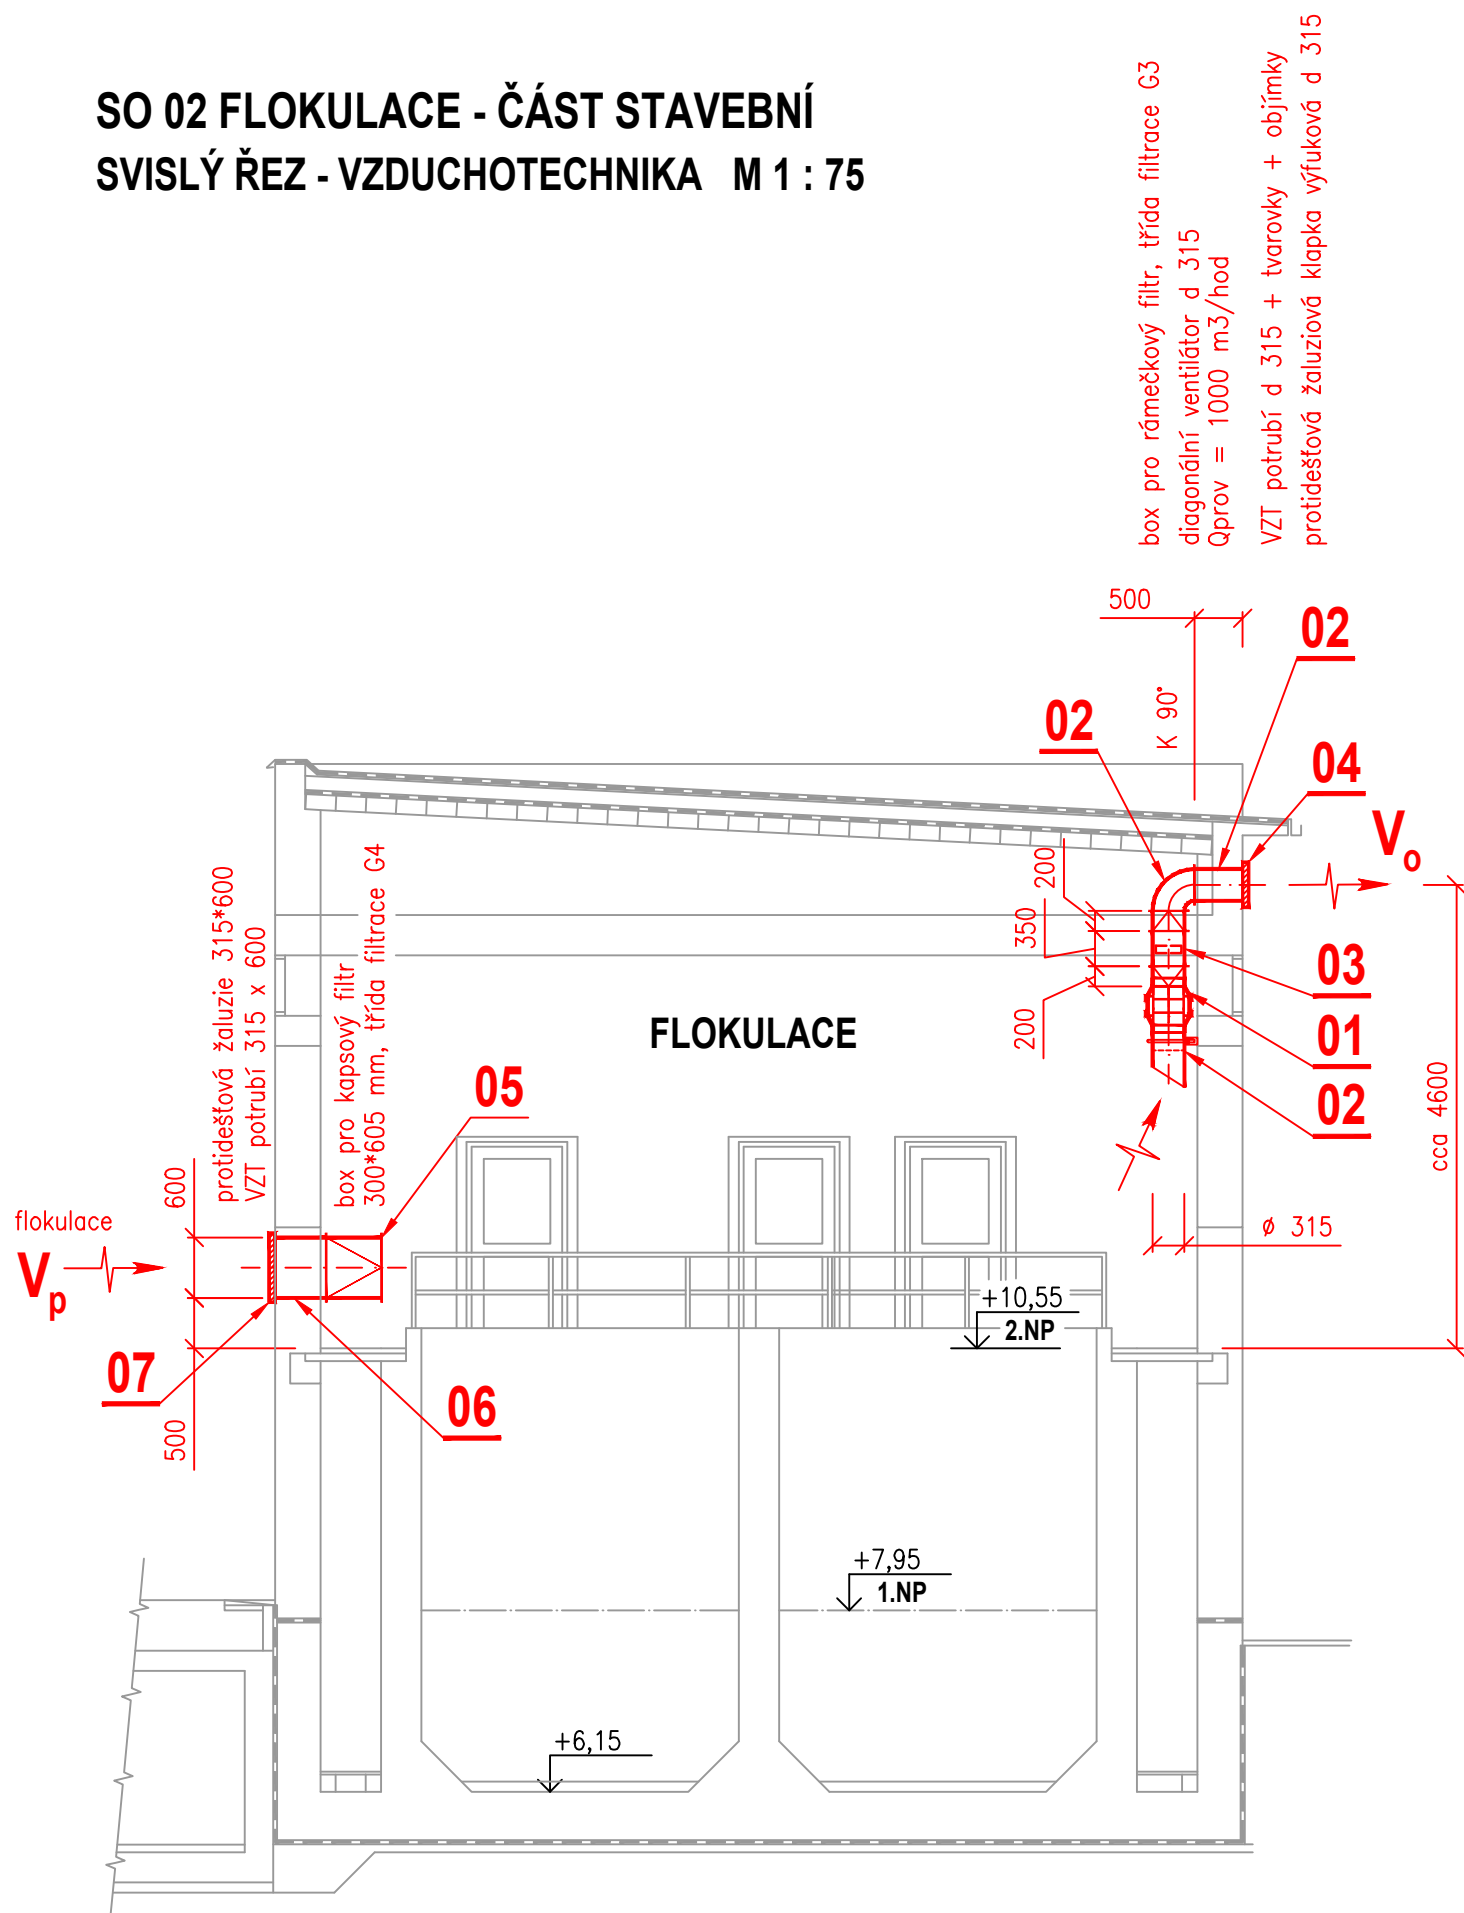 SO 02 FLOKULACE - ČÁST STAVEBNÍ
SVISLÝ ŘEZ - VZDUCHOTECHNIKA M 1 : 75
box pro rámečkový filtr, třída filtrace G3
diagonální ventilátor d 315
Qprov = 1000 m3/hod
VZT potrubí d 315 + tvarovky + objímky
protidešťová žaluziová klapka výfuková d 315
500
02
K 90°
02
04
Vo
200
350
200
03
01
02
cca 4600
ø 315
FLOKULACE
protidešťová žaluzie 315*600
VZT potrubí 315 x 600
box pro kapsový filtr
300*605 mm, třída filtrace G4
05
600
flokulace
Vp
07
06
500
+10,55
2.NP
+7,95
1.NP
+6,15